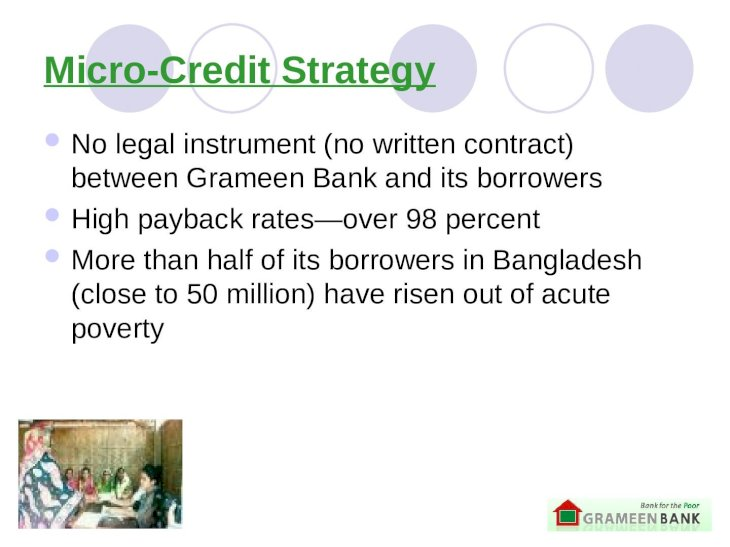 Micro-Credit Strategy
No legal instrument (no written contract)
between Grameen Bank and its borrowers
High payback rates—over 98 percent
More than half of its borrowers in Bangladesh
(close to 50 million) have risen out of acute
poverty
Bank for the Poor
GRAMEEN BANK